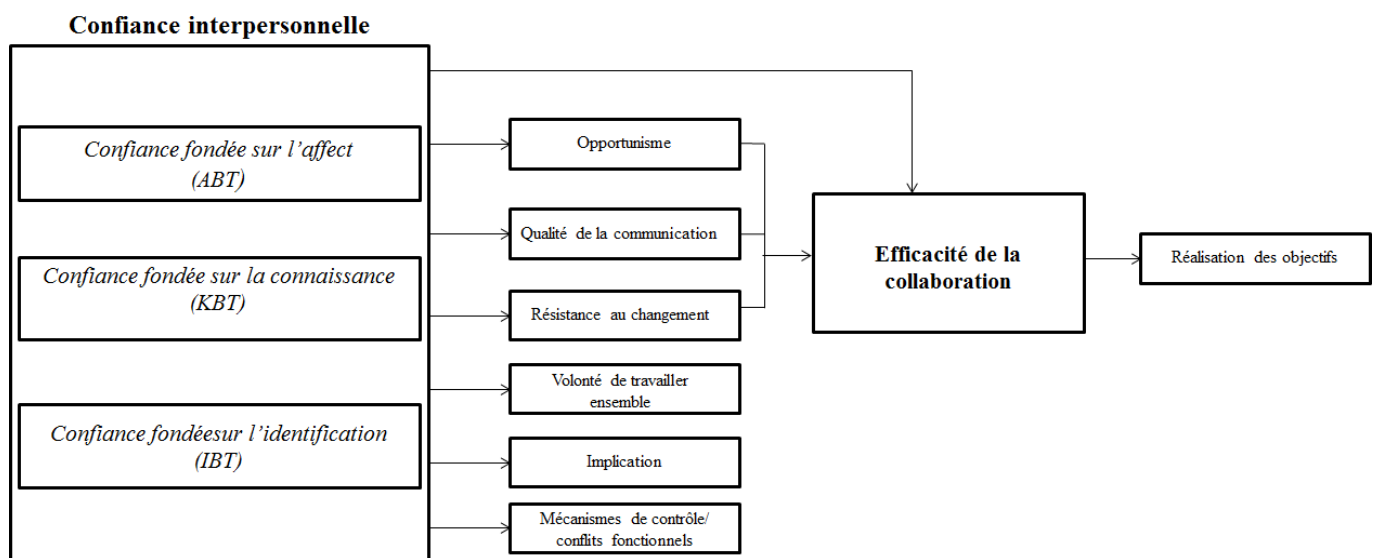 Confiance interpersonnelle
Confiance fondée sur l'affect
(ABT)
Confiance fondée sur la connaissance
(KBT)
Confiance fondéesur l'identification
(IBT)
Opportunisme
Qualité de la communication
Résistance au changement
Volonté de travailler
ensemble
Implication
Mécanismes de contrôle/
conflits fonctionnels
Efficacité de la
collaboration
Réalisation des objectifs